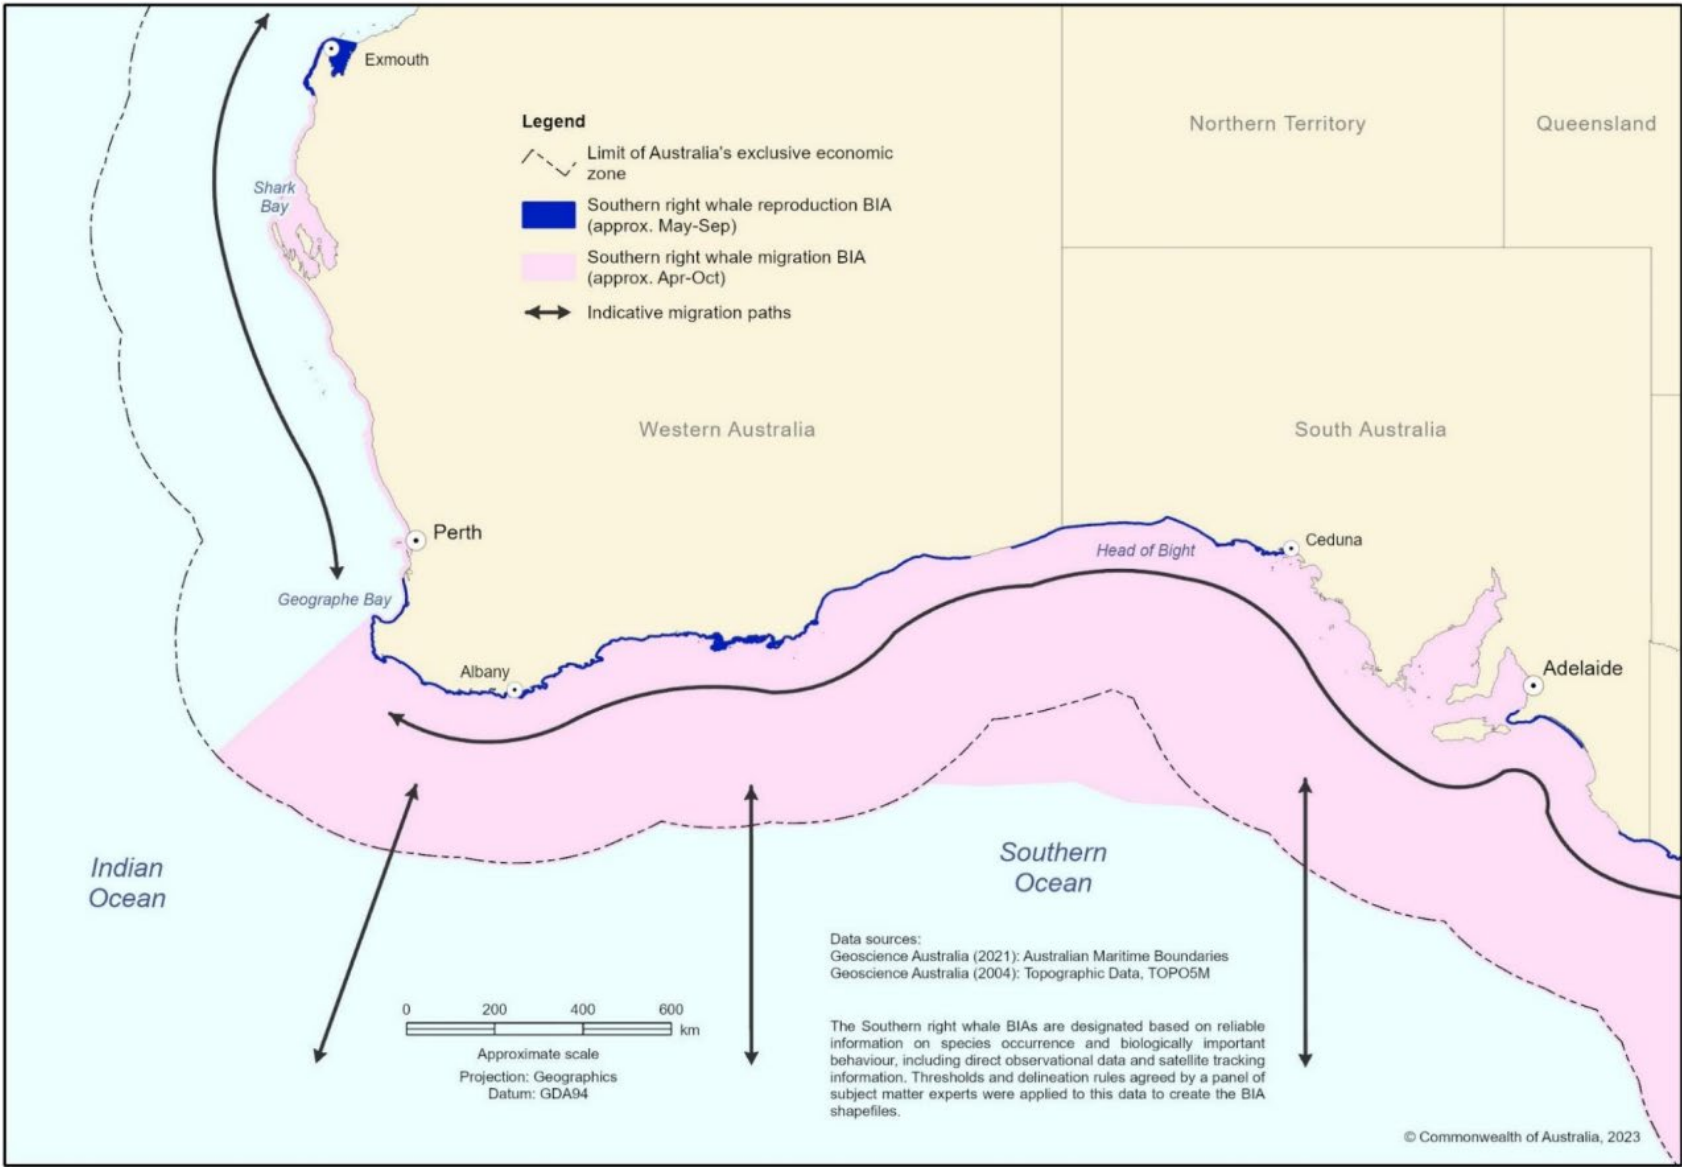 Exmouth
Legend
Northern Territory
Queensland
Limit of Australia's exclusive economic
zone
Shark
Bay
Southern right whale reproduction BIA
(approx. May-Sep)
Southern right whale migration BIA
(approx. Apr-Oct)
Indicative migration paths
Western Australia
South Australia
Perth
Head of Bight
Ceduna
Geographe Bay
Albany
Adelaide
Indian
Ocean
Southern
Ocean
Data sources:
Geoscience Australia (2021): Australian Maritime Boundaries
Geoscience Australia (2004): Topographic Data, TOPO5M
0 200 400 600
km
Approximate scale
Projection: Geographics
Datum: GDA94
The Southern right whale BIAs are designated based on reliable
information on species occurrence and biologically important
behaviour, including direct observational data and satellite tracking
information. Thresholds and delineation rules agreed by a panel of
subject matter experts were applied to this data to create the BIA
shapefiles.
© Commonwealth of Australia, 2023